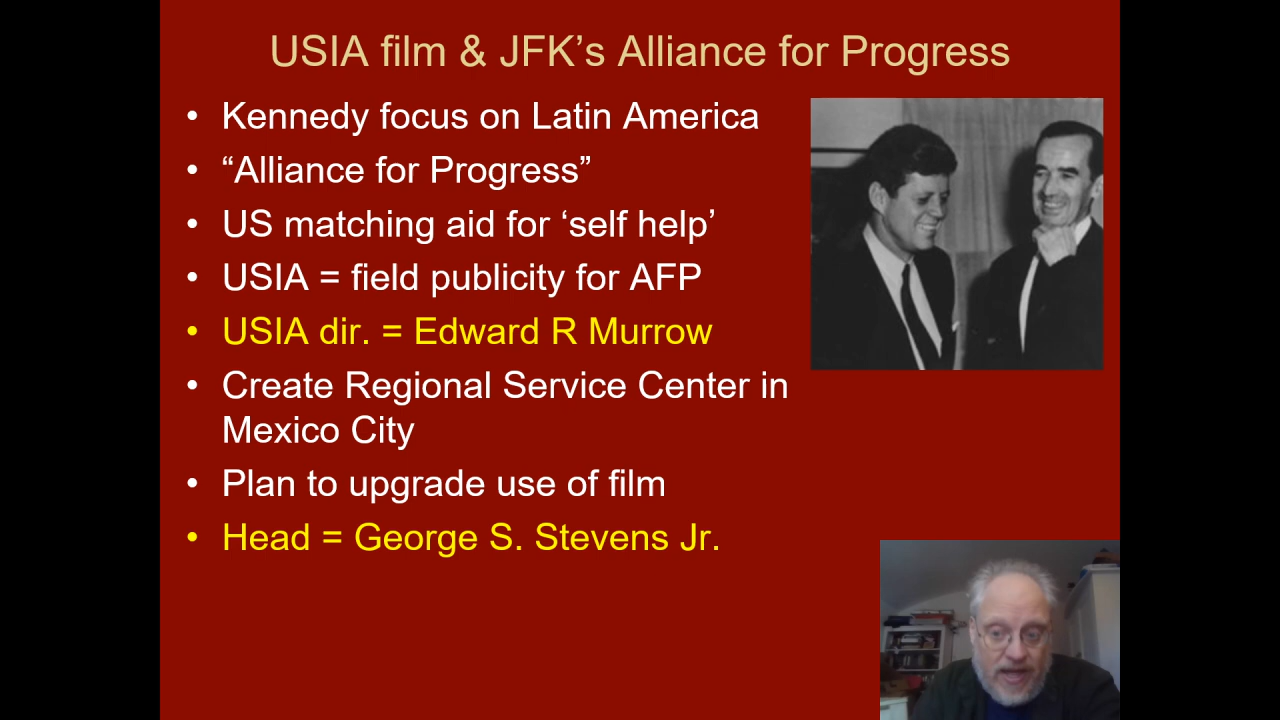 USIA film & JFK’s Alliance for Progress
• Kennedy focus on Latin America
• “Alliance for Progress”
• US matching aid for ‘self help’
• USIA = field publicity for AFP
• USIA dir. = Edward R Murrow
• Create Regional Service Center in
Mexico City
• Plan to upgrade use of film
• Head = George S. Stevens Jr.